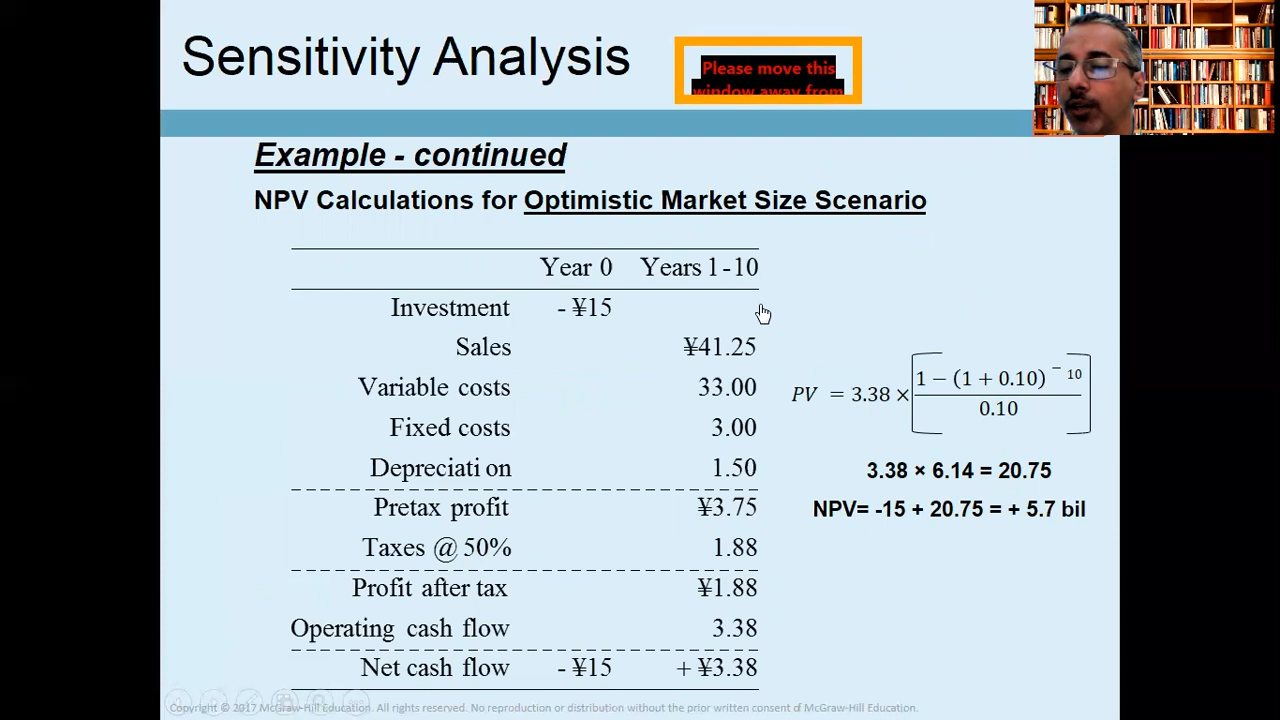 Sensitivity Analysis
Please move this
window away from
Example - continued
NPV Calculations for Optimistic Market Size Scenario
Year 0 Years 1-10
Investment - ¥15
Sales ¥41.25
Variable costs 33.00
Fixed costs 3.00
Depreciation 1.50
Pretax profit ¥3.75
Taxes @ 50% 1.88
Profit after tax ¥1.88
Operating cash flow 3.38
Net cash flow - ¥15 + ¥3.38
PV = 3.38 × [ 1 − (1 + 0.10) − 10
0.10 ]
3.38 × 6.14 = 20.75
NPV= -15 + 20.75 = + 5.7 bil
Copyright © 2017 McGraw-Hill Education. No reproduction or distribution without the prior written consent of McGraw-Hill Education.